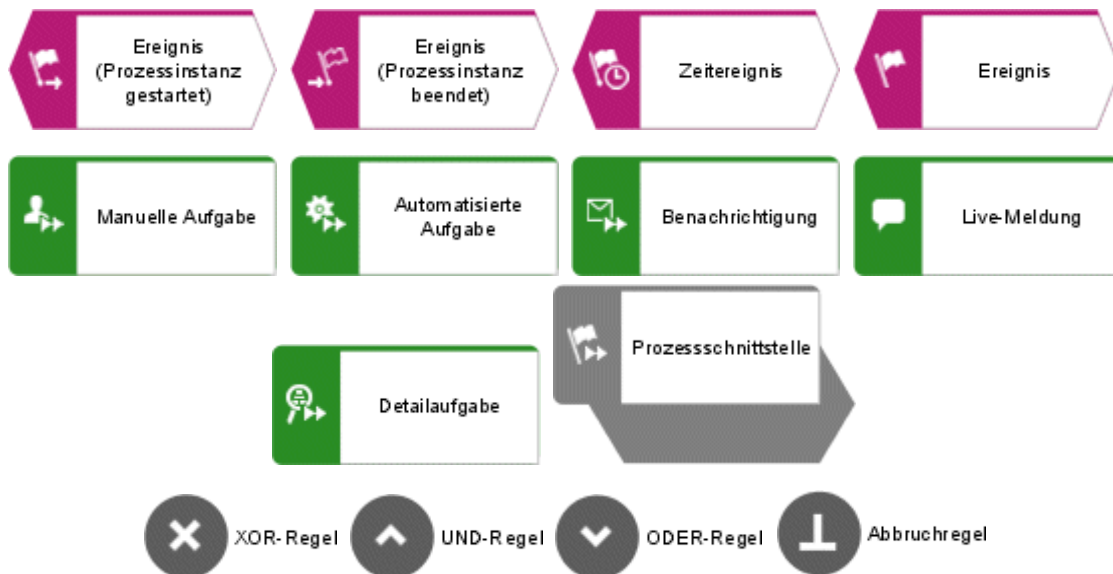 Ereignis
(Prozessinstanz
gestartet)
Ereignis
(Prozessinstanz
beendet)
Zeitereignis
Ereignis
Manuelle Aufgabe
Automatisierte
Aufgabe
Benachrichtigung
Live-Meldung
Detailaufgabe
Prozessschnittstelle
XOR-Regel
UND-Regel
ODER-Regel
Abbruchregel